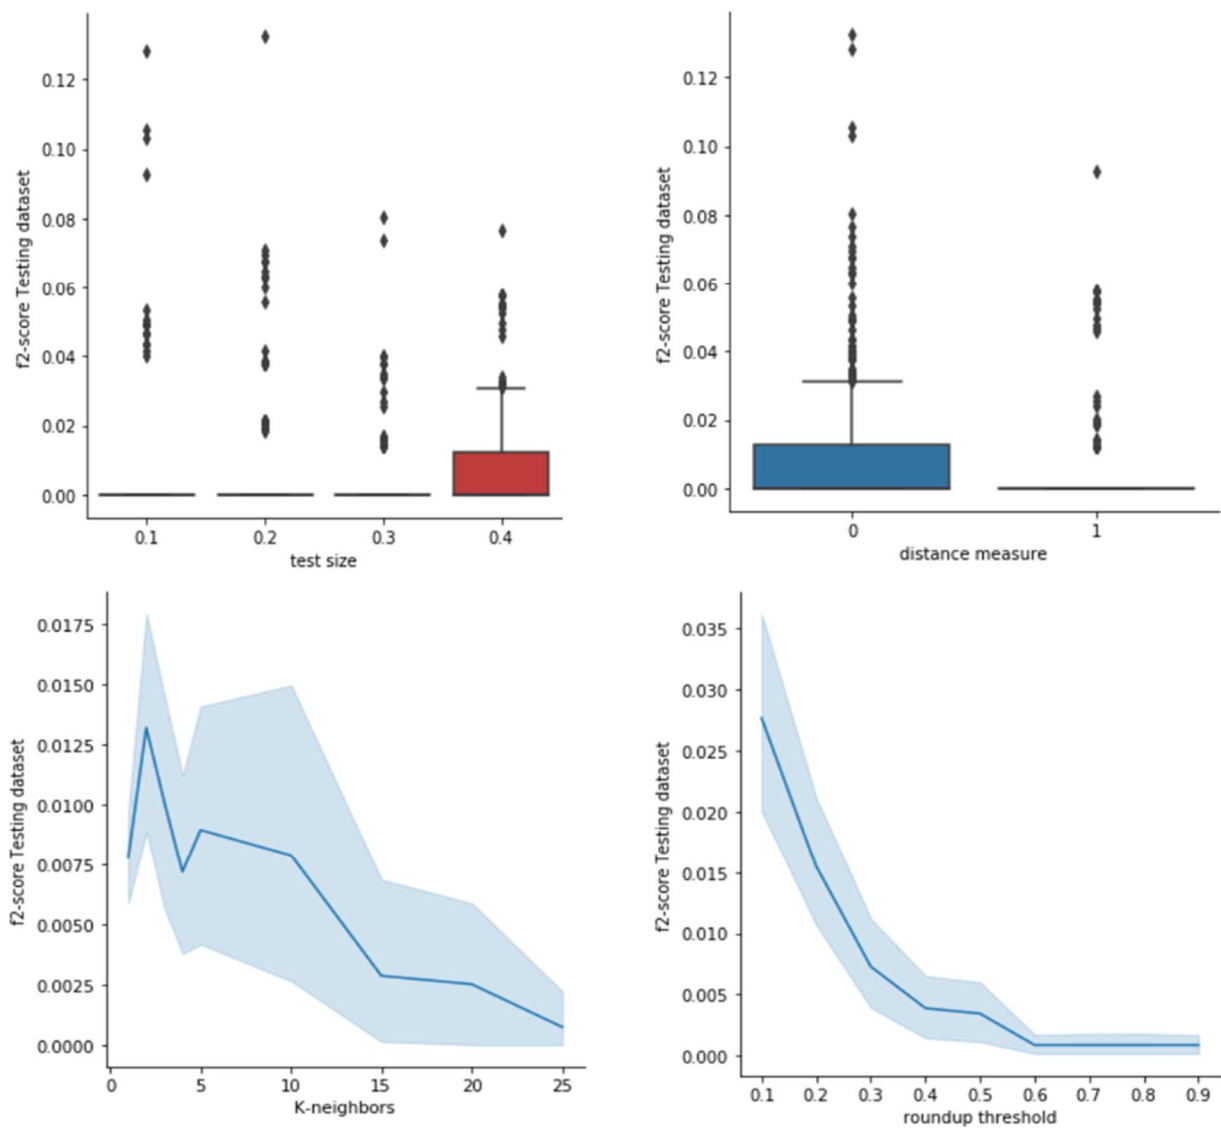 f2-score Testing dataset
0.12
0.10
0.08
0.06
0.04
0.02
0.00
0.1 0.2 0.3 0.4
test size
f2-score Testing dataset
0.12
0.10
0.08
0.06
0.04
0.02
0.00
0 1
distance measure
f2-score Testing dataset
0.0175
0.0150
0.0125
0.0100
0.0075
0.0050
0.0025
0.0000
0 5 10 15 20 25
K-neighbors
f2-score Testing dataset
0.035
0.030
0.025
0.020
0.015
0.010
0.005
0.000
0.1 0.2 0.3 0.4 0.5 0.6 0.7 0.8 0.9
roundup threshold